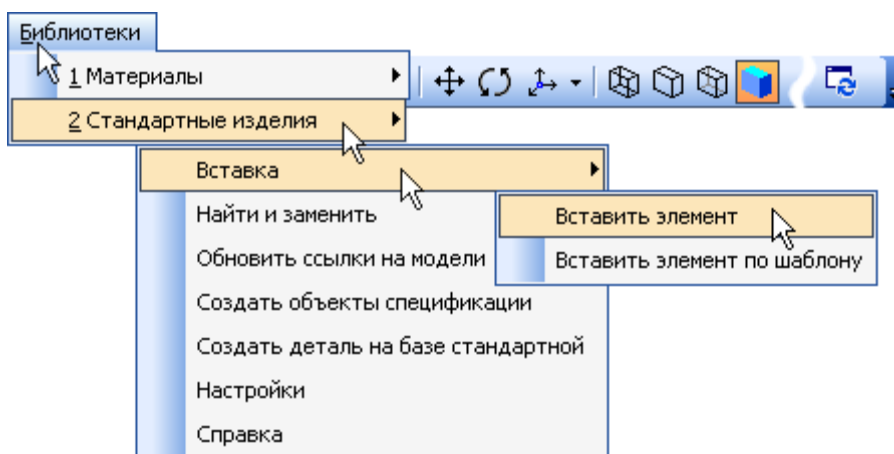 Библиотеки
1 Материалы
2 Стандартные изделия
Вставка
Найти и заменить
Вставить элемент
Обновить ссылки на модели
Вставить элемент по шаблону
Создать объекты спецификации
Создать деталь на базе стандартной
Настройки
Справка